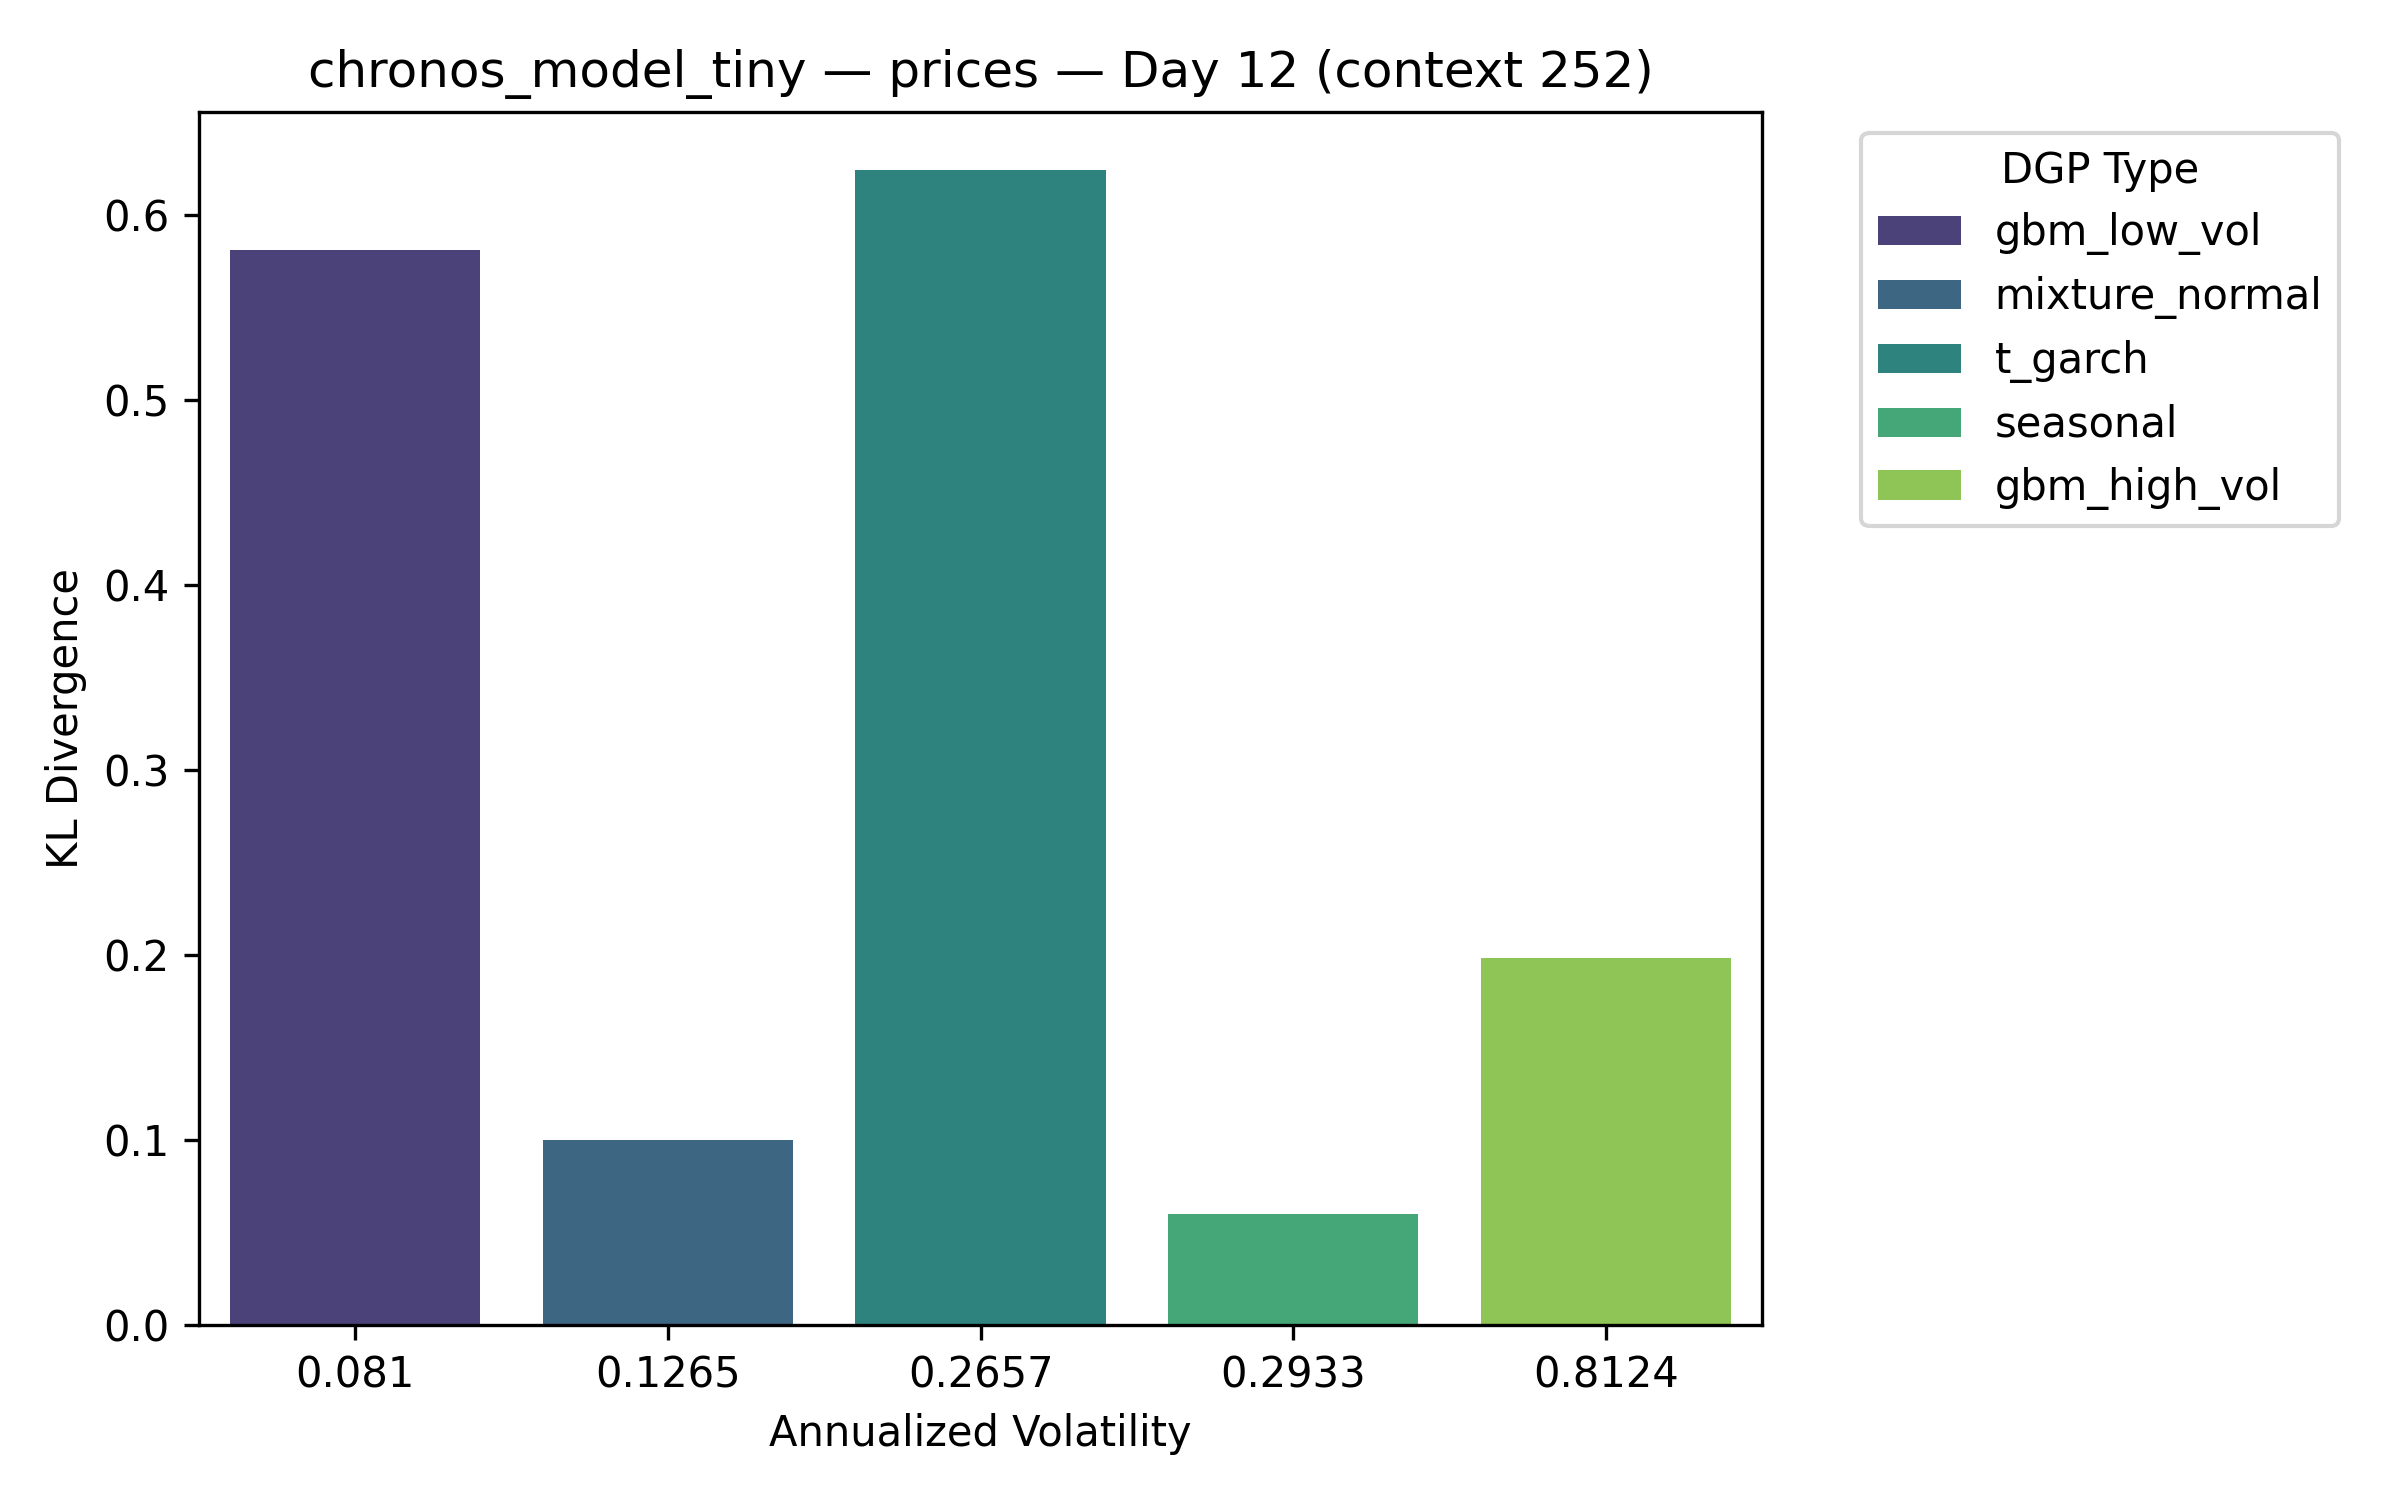 chronos_model_tiny — prices — Day 12 (context 252)
DGP Type
gbm_low_vol
mixture_normal
t_garch
seasonal
gbm_high_vol
KL Divergence
0.6
0.5
0.4
0.3
0.2
0.1
0.0
0.081 0.1265 0.2657 0.2933 0.8124
Annualized Volatility